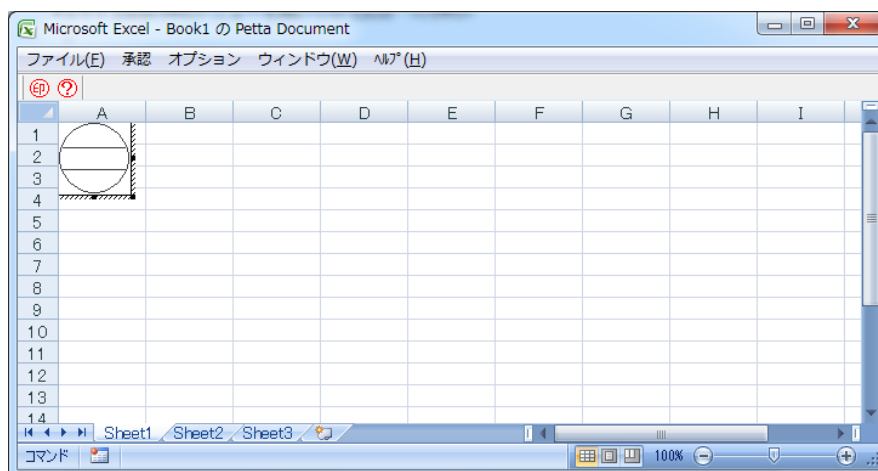 Microsoft Excel - Book1 の Petta Document
ファイル(F) 承認 オプション ウィンドウ(W) ﾍﾙﾌﾟ(H)
印 ?
A B C D E F G H I
1
2
3
4
5
6
7
8
9
10
11
12
13
14
Sheet1 Sheet2 Sheet3
コマンド 100%